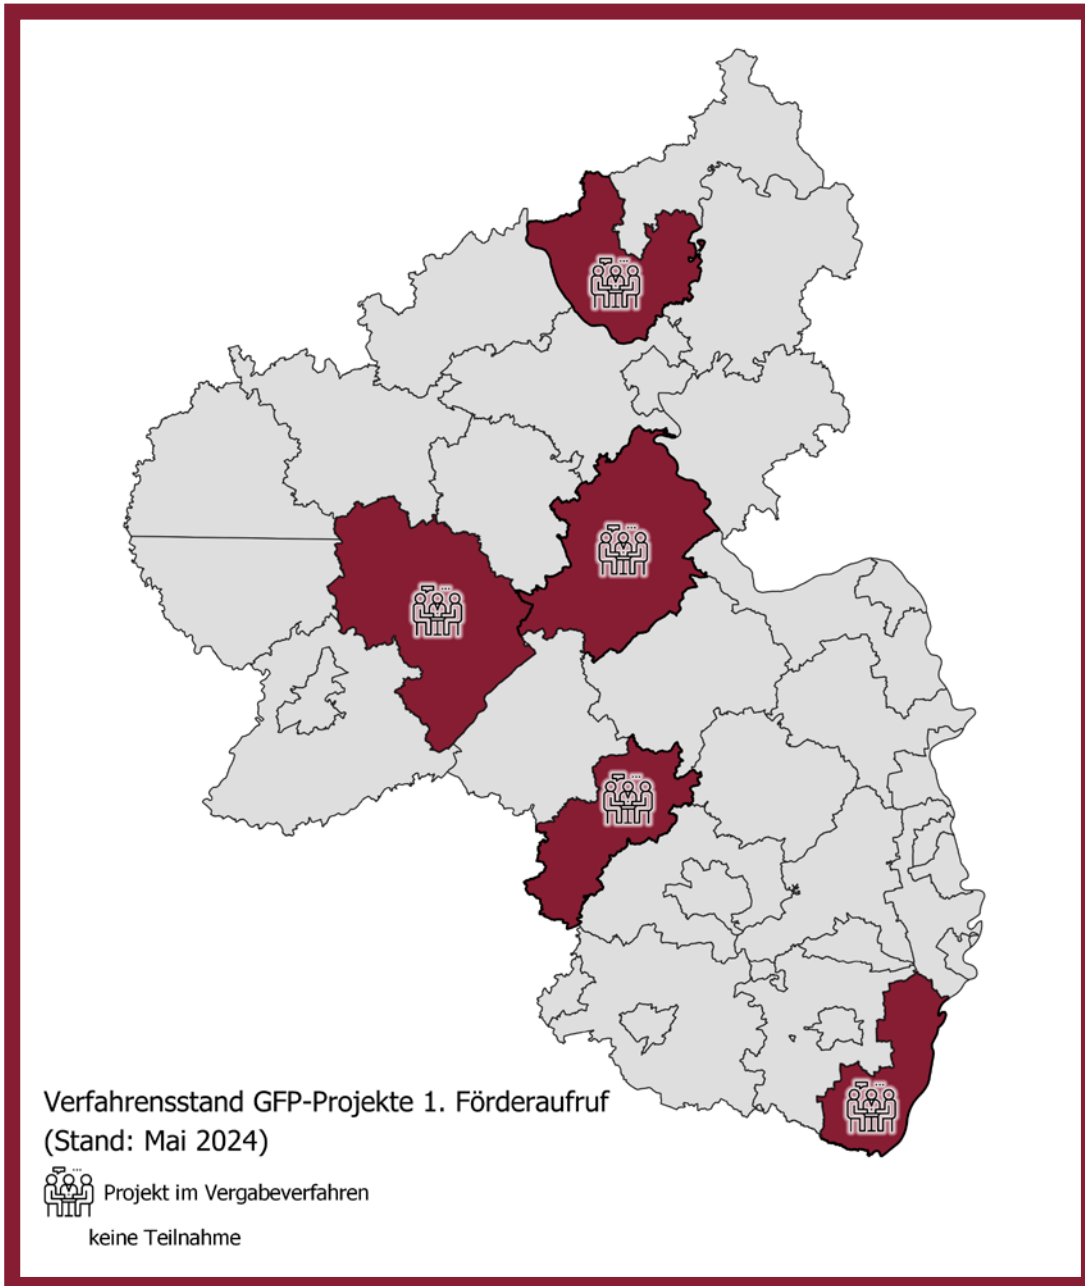 Verfahrensstand GFP-Projekte 1. Förderaufruf
(Stand: Mai 2024)
Projekt im Vergabeverfahren
keine Teilnahme